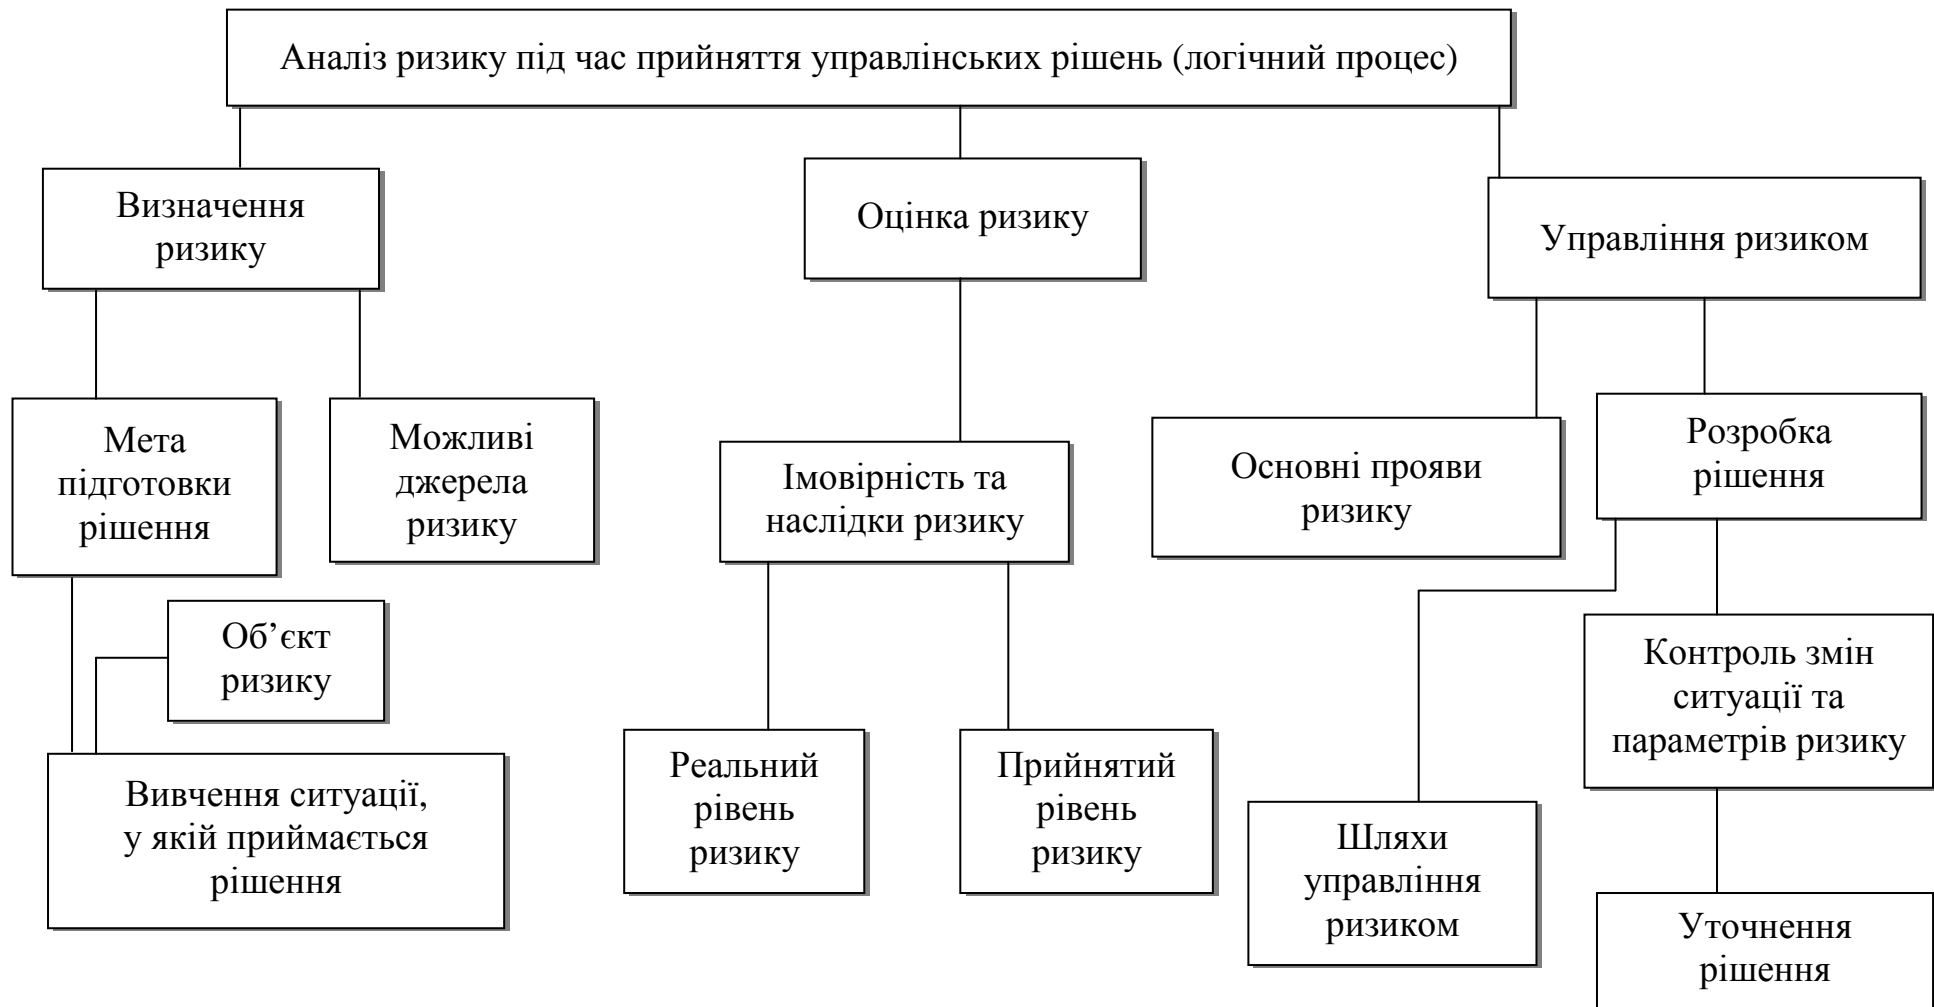 Аналіз ризику під час прийняття управлінських рішень (логічний процес)
Визначення
ризику
Оцінка ризику
Управління ризиком
Мета
підготовки
рішення
Можливі
джерела
ризику
Імовірність та
наслідки ризику
Основні прояви
ризику
Розробка
рішення
Об’єкт
ризику
Контроль змін
ситуації та
параметрів ризику
Вивчення ситуації,
у якій приймається
рішення
Реальний
рівень
ризику
Прийнятий
рівень
ризику
Шляхи
управління
ризиком
Уточнення
рішення